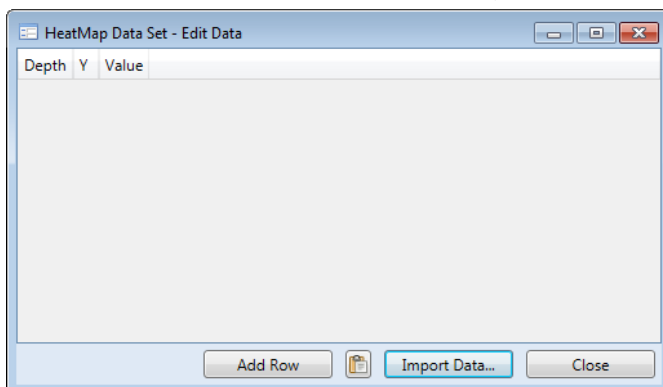 HeatMap Data Set - Edit Data
Depth Y Value
Add Row Import Data... Close